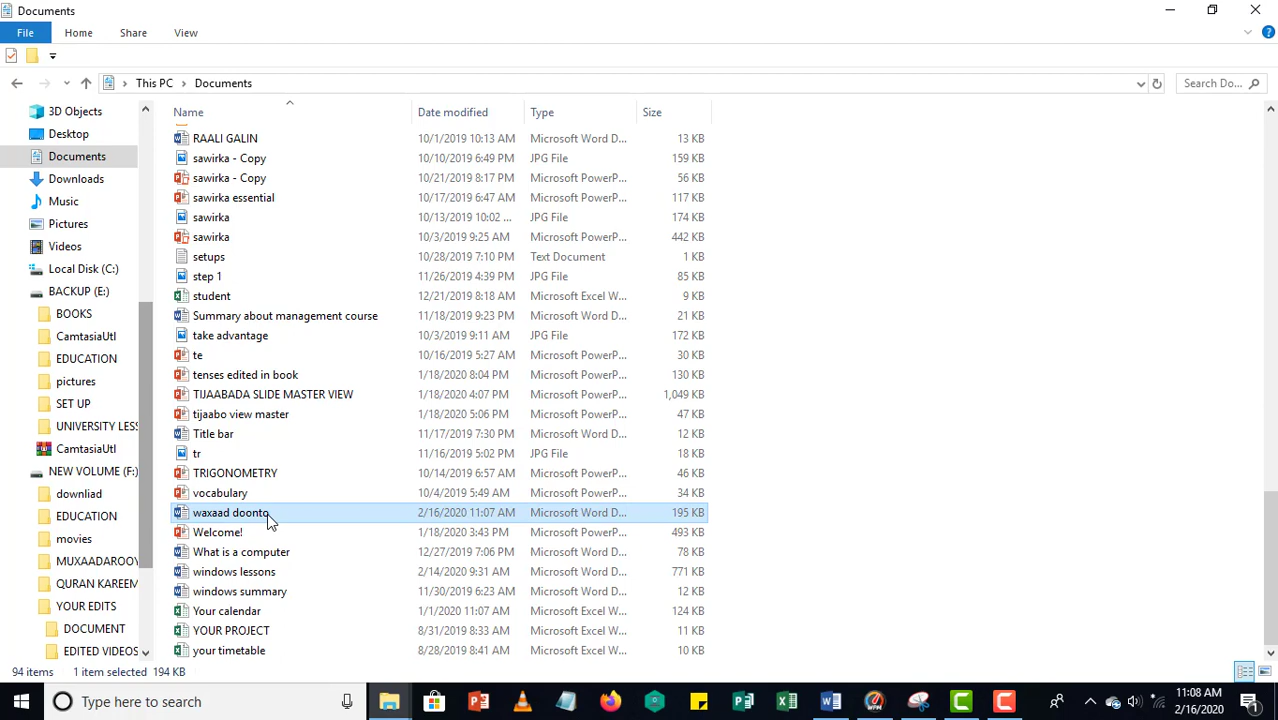 Documents
File Home Share View
This PC Documents Search Do...
Name Date modified Type Size
3D Objects
Desktop
Documents
Downloads
Music
Pictures
Videos
Local Disk (C:)
BACKUP (E:)
BOOKS
CamtasiaUtl
EDUCATION
pictures
SET UP
UNIVERSITY LESS
CamtasiaUtl
NEW VOLUME (F:)
downliad
EDUCATION
movies
MUXAADAROOY
QURAN KAREEM
YOUR EDITS
DOCUMENT
EDITED VIDEOS
RAALI GALIN 10/1/2019 10:13 AM Microsoft Word D... 13 KB
sawirka - Copy 10/10/2019 6:49 PM JPG File 159 KB
sawirka - Copy 10/21/2019 8:17 PM Microsoft PowerP... 56 KB
sawirka essential 10/17/2019 6:47 AM Microsoft PowerP... 117 KB
sawirka 10/13/2019 10:02 ... JPG File 174 KB
sawirka 10/3/2019 9:25 AM Microsoft PowerP... 442 KB
setups 10/28/2019 7:10 PM Text Document 1 KB
step 1 11/26/2019 4:39 PM JPG File 85 KB
student 12/21/2019 8:18 AM Microsoft Excel W... 9 KB
Summary about management course 11/18/2019 9:23 PM Microsoft Word D... 21 KB
take advantage 10/3/2019 9:11 AM JPG File 172 KB
te 10/16/2019 5:27 AM Microsoft PowerP... 30 KB
tenses edited in book 1/18/2020 8:04 PM Microsoft PowerP... 130 KB
TIJAABADA SLIDE MASTER VIEW 1/18/2020 4:07 PM Microsoft PowerP... 1,049 KB
tijaabo view master 1/18/2020 5:06 PM Microsoft PowerP... 47 KB
Title bar 11/17/2019 7:30 PM Microsoft Word D... 12 KB
tr 11/16/2019 5:02 PM JPG File 18 KB
TRIGONOMETRY 10/14/2019 6:57 AM Microsoft PowerP... 46 KB
vocabulary 10/4/2019 5:49 AM Microsoft PowerP... 34 KB
waxaad doonto 2/16/2020 11:07 AM Microsoft Word D... 195 KB
Welcome! 1/18/2020 3:43 PM Microsoft PowerP... 493 KB
What is a computer 12/27/2019 7:06 PM Microsoft Word D... 78 KB
windows lessons 2/14/2020 9:31 AM Microsoft Word D... 771 KB
windows summary 11/30/2019 6:23 AM Microsoft Word D... 12 KB
Your calendar 1/1/2020 11:07 AM Microsoft Excel W... 124 KB
YOUR PROJECT 8/31/2019 8:33 AM Microsoft Excel W... 11 KB
your timetable 8/28/2019 8:41 AM Microsoft Excel W... 10 KB
94 items 1 item selected 194 KB
Type here to search
11:08 AM
2/16/2020
1